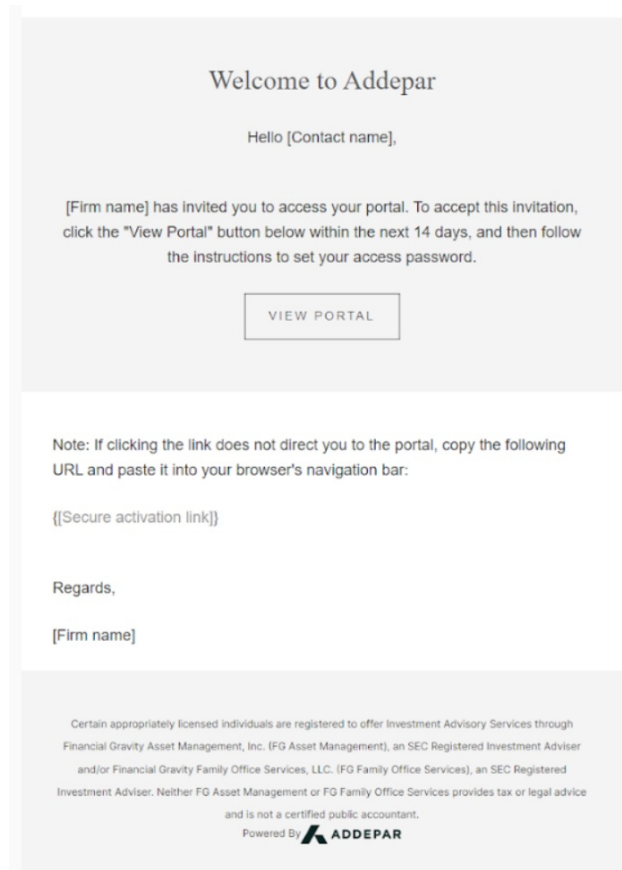 Welcome to Addepar
Hello [Contact name],
[Firm name] has invited you to access your portal. To accept this invitation,
click the "View Portal" button below within the next 14 days, and then follow
the instructions to set your access password.
VIEW PORTAL
Note: If clicking the link does not direct you to the portal, copy the following
URL and paste it into your browser's navigation bar:
{[Secure activation link]}
Regards,
[Firm name]
Certain appropriately licensed individuals are registered to offer Investment Advisory Services through
Financial Gravity Asset Management, Inc. (FG Asset Management), an SEC Registered Investment Adviser
and/or Financial Gravity Family Office Services, LLC. (FG Family Office Services), an SEC Registered
Investment Adviser. Neither FG Asset Management or FG Family Office Services provides tax or legal advice
and is not a certified public accountant.
Powered By ADDEPAR